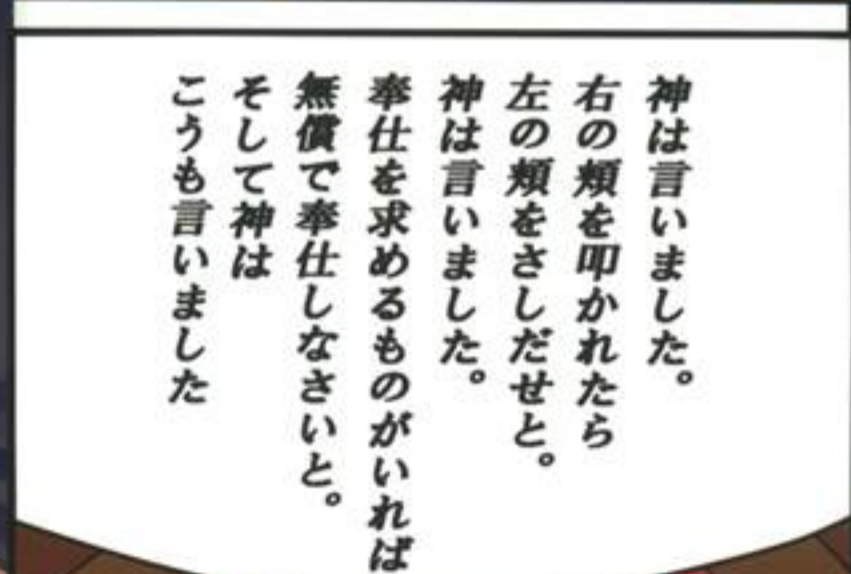 神は言いました。
右の頬を叩かれたら
左の頬をさしだせと。
神は言いました。
奉仕を求めるものがいれば
無償で奉仕しなさいと。
そして神は
こうも言いました